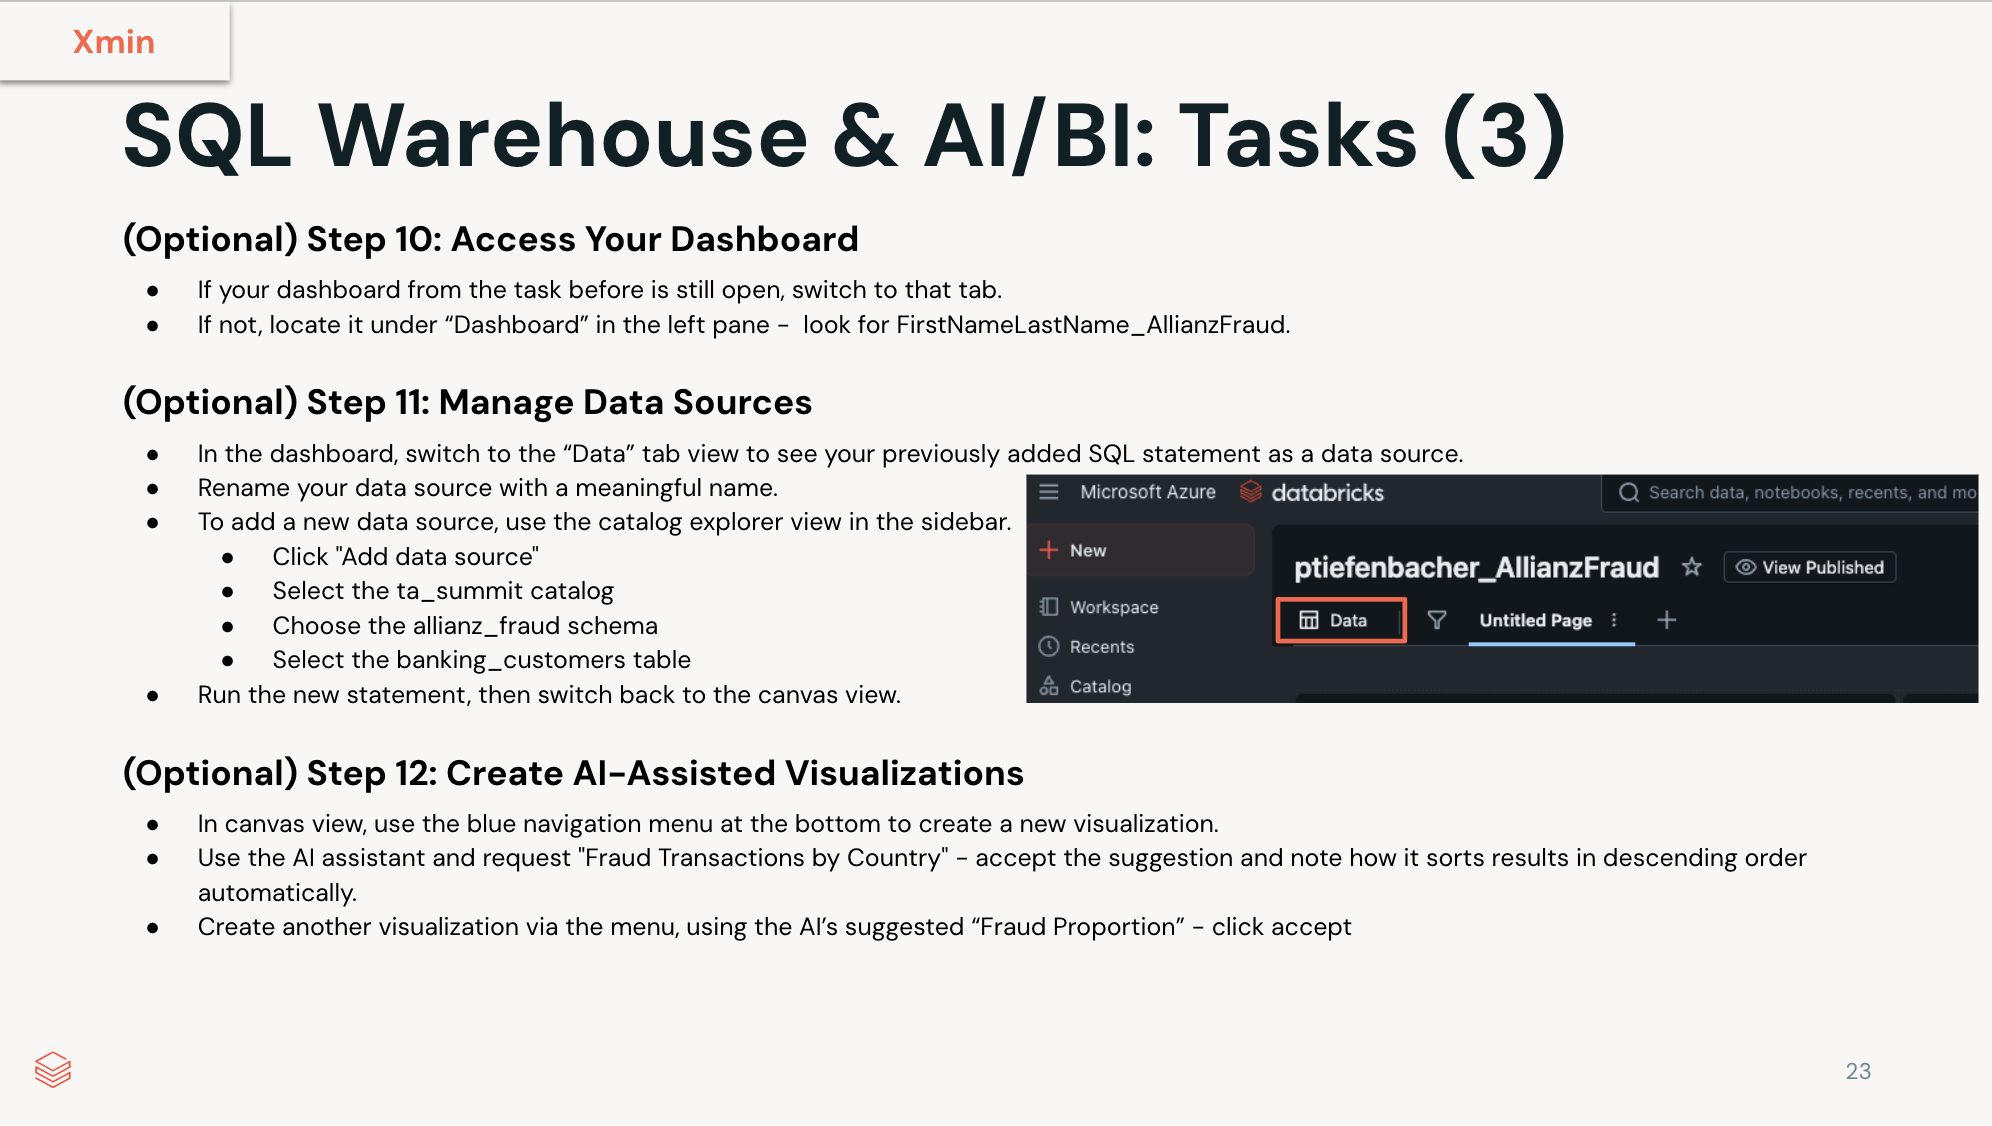 Xmin
SQL Warehouse & AI/BI: Tasks (3)
(Optional) Step 10: Access Your Dashboard
● If your dashboard from the task before is still open, switch to that tab.
● If not, locate it under “Dashboard” in the left pane -  look for FirstNameLastName_AllianzFraud.
(Optional) Step 11: Manage Data Sources
● In the dashboard, switch to the “Data” tab view to see your previously added SQL statement as a data source.
● Rename your data source with a meaningful name.
● To add a new data source, use the catalog explorer view in the sidebar.
● Click "Add data source"
● Select the ta_summit catalog
● Choose the allianz_fraud schema
● Select the banking_customers table
● Run the new statement, then switch back to the canvas view.
Microsoft Azure databricks
Search data, notebooks, recents, and mo
New
ptiefenbacher_AllianzFraud
View Published
Data
Untitled Page
Workspace
Recents
Catalog
(Optional) Step 12: Create AI-Assisted Visualizations
● In canvas view, use the blue navigation menu at the bottom to create a new visualization.
● Use the AI assistant and request "Fraud Transactions by Country" - accept the suggestion and note how it sorts results in descending order
automatically.
● Create another visualization via the menu, using the AI’s suggested “Fraud Proportion” - click accept
23